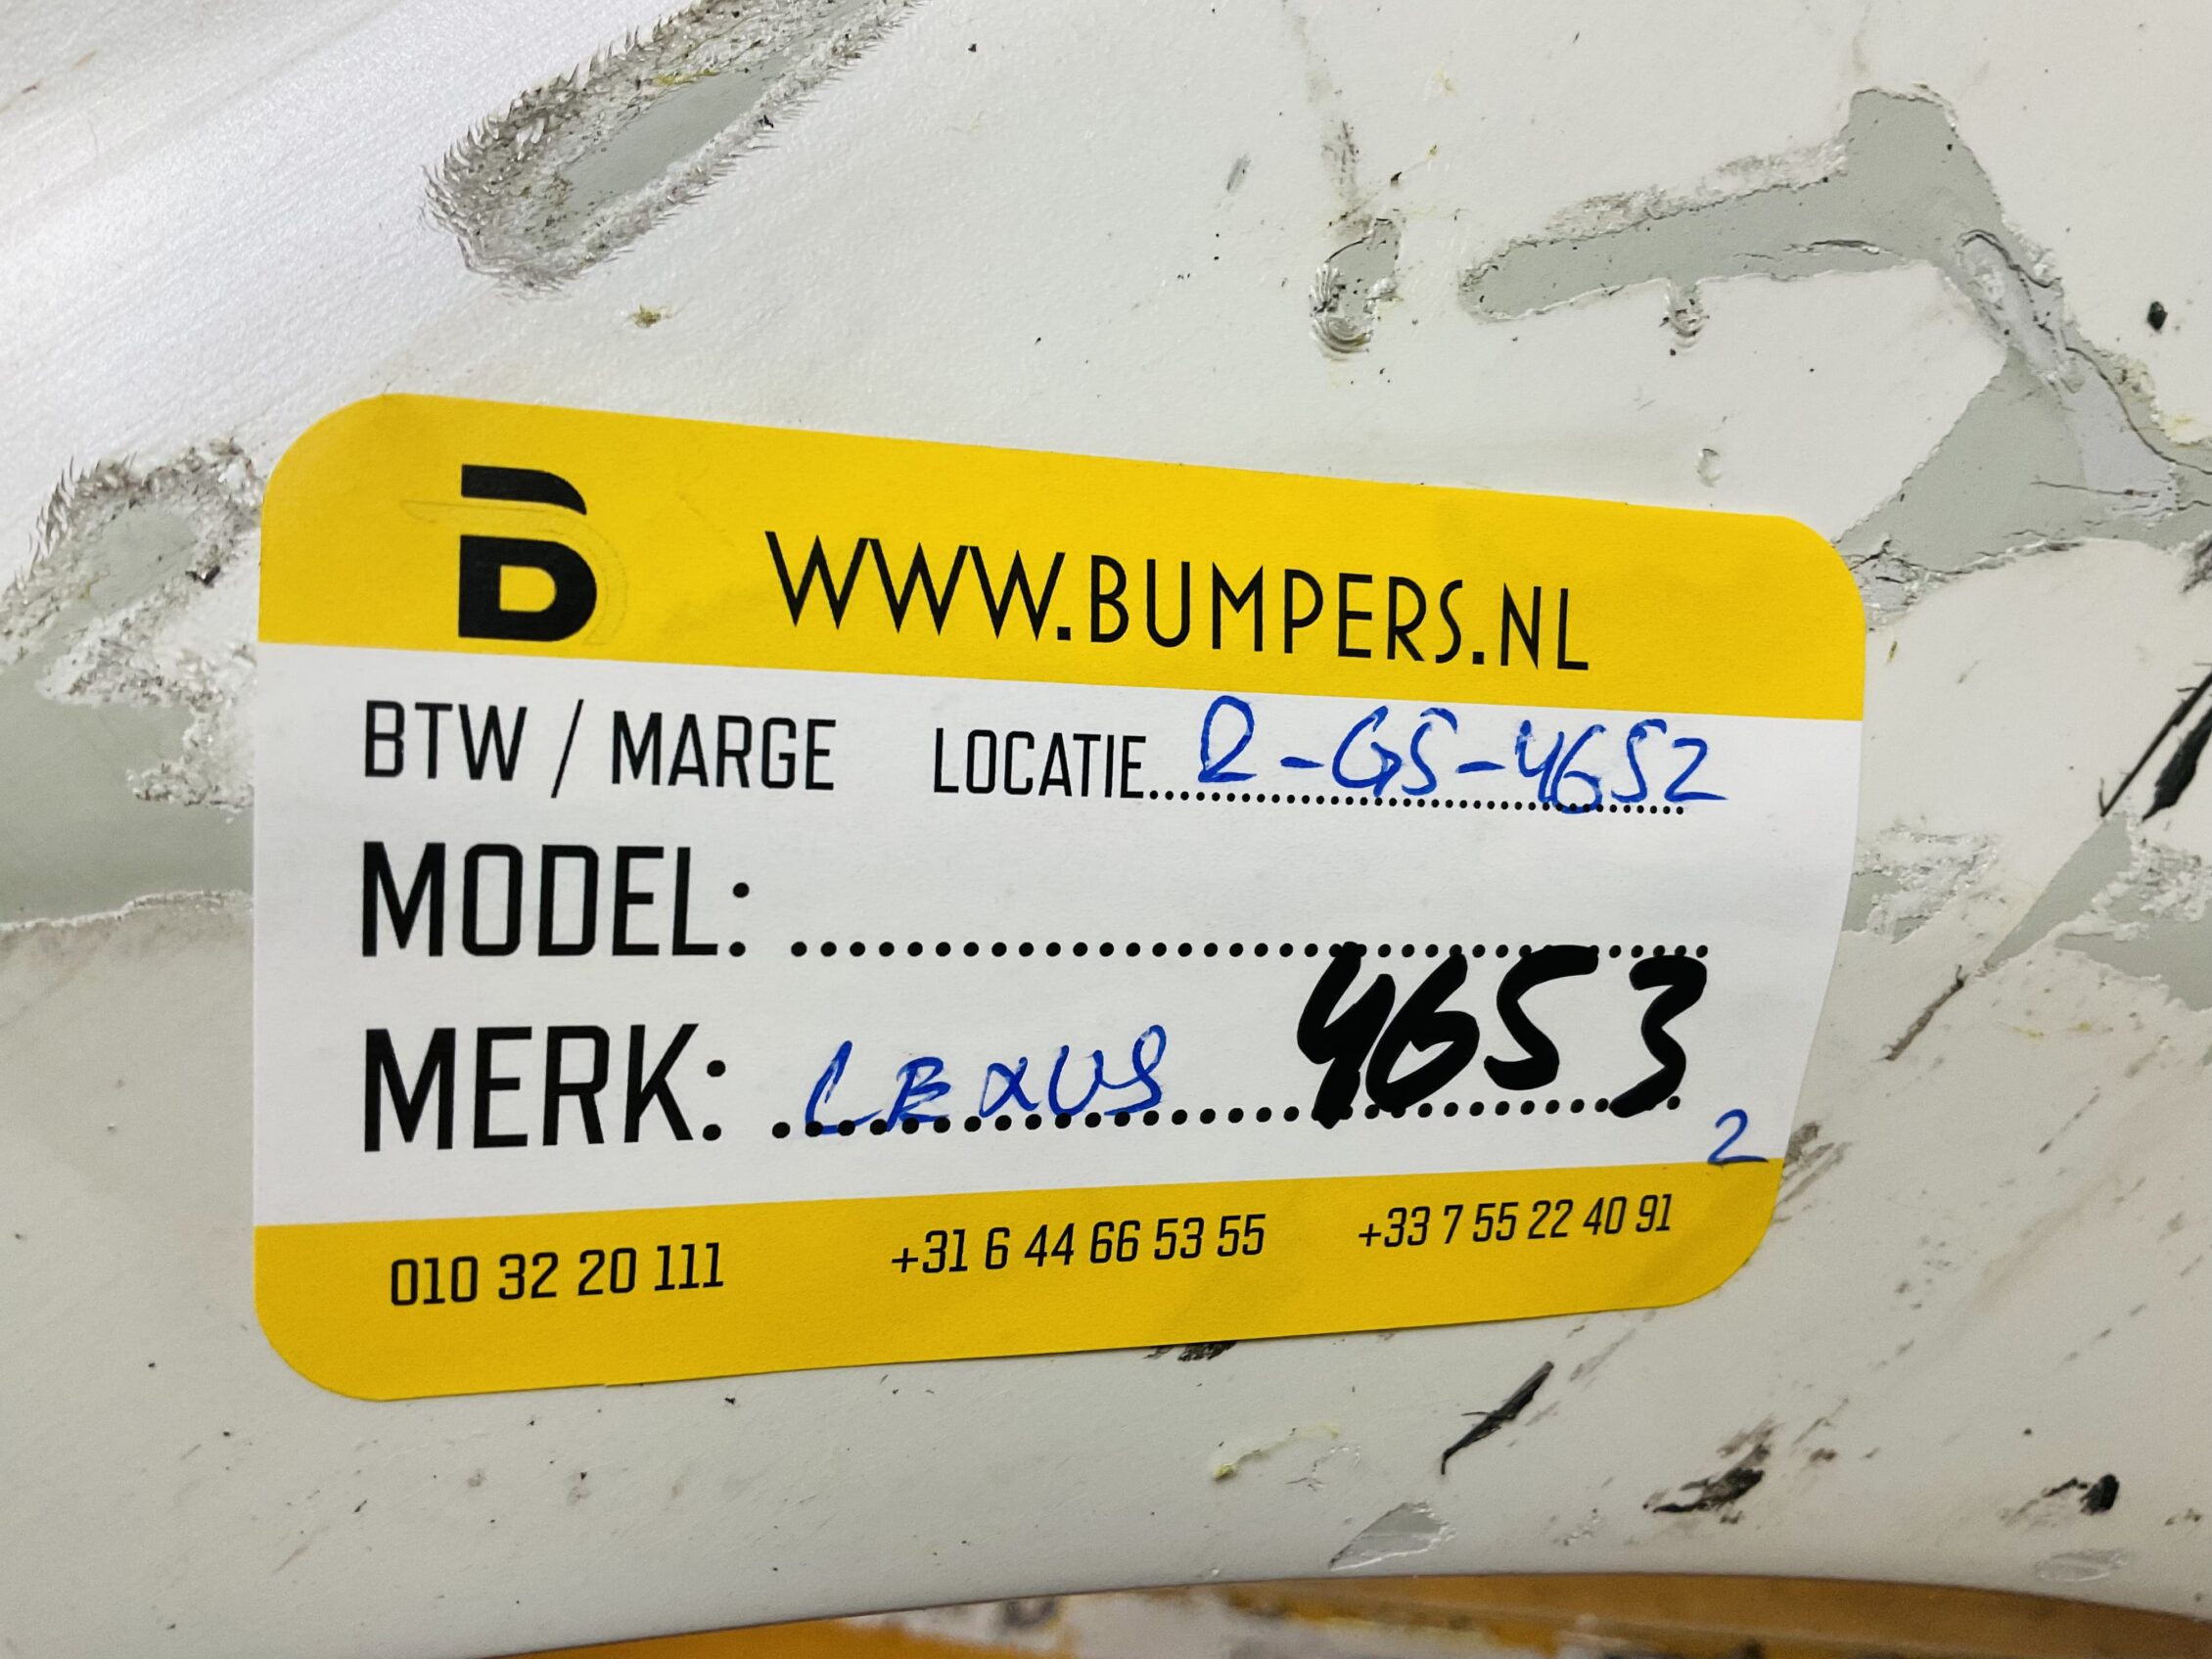 B WWW.BUMPERS.NL
BTW / MARGE LOCATIE R-GS-4652
MODEL:
4653
MERK: LEXUS
2
010 32 20 111 +31 6 44 66 53 55 +33 7 55 22 40 91